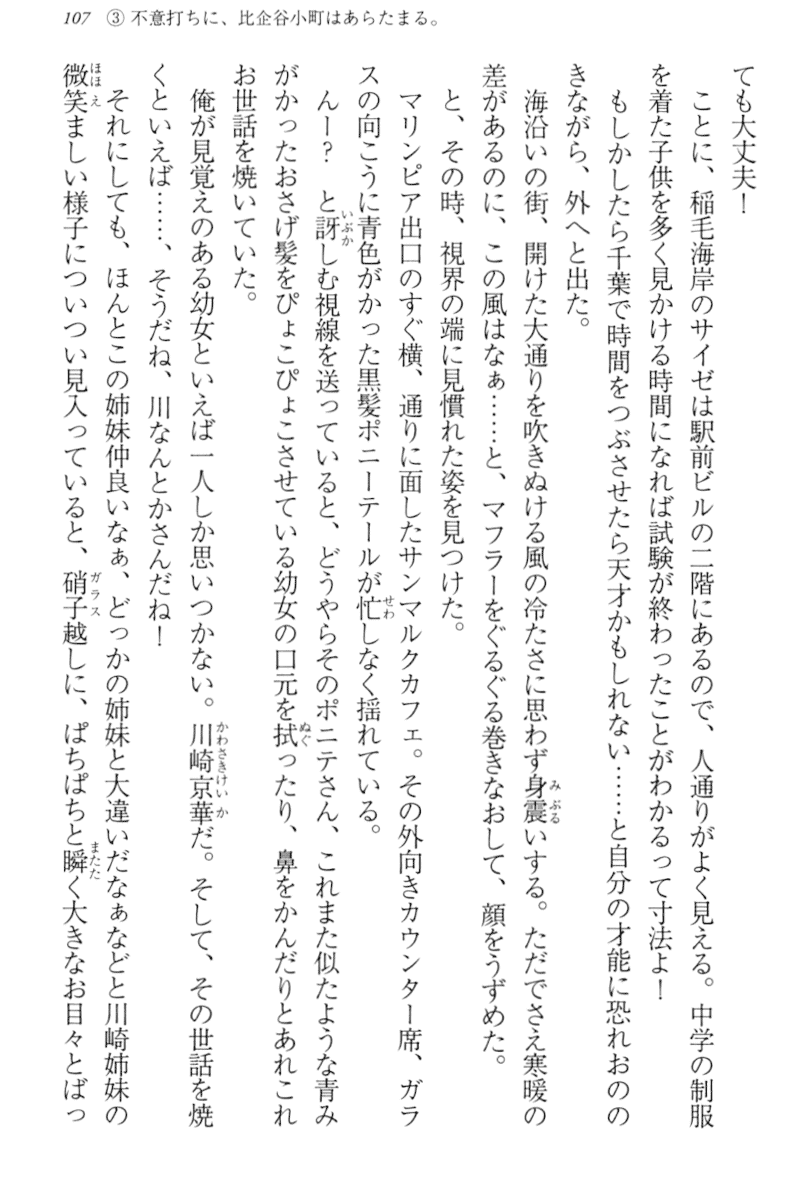 107 ③ 不意打ちに、比企谷小町はあらたまる。
ても大丈夫！
　ことに、稲毛海岸のサイゼは駅前ビルの二階にあるので、人通りがよく見える。中学の制服
を着た子供を多く見かける時間になれば試験が終わったことがわかるって寸法よ！
　もしかしたら千葉で時間をつぶさせたら天才かもしれない……と自分の才能に恐れおのの
きながら、外へと出た。
　海沿いの街、開けた大通りを吹きぬける風の冷たさに思わず身震いする。ただでさえ寒暖の
差があるのに、この風はなぁ……と、マフラーをぐるぐる巻きなおして、顔をうずめた。
　と、その時、視界の端に見慣れた姿を見つけた。
　マリンピア出口のすぐ横、通りに面したサンマルクカフェ。その外向きカウンター席、ガラ
スの向こうに青色がかった黒髪ポニーテールが忙しなく揺れている。
　んー？　と訝しむ視線を送っていると、どうやらそのポニテさん、これまた似たような青み
がかったおさげ髪をぴょこぴょこさせている幼女の口元を拭ったり、鼻をかんだりとあれこれ
お世話を焼いていた。
　俺が見覚えのある幼女といえば一人しか思いつかない。川崎京華だ。そして、その世話を焼
くといえば……、そうだね、川なんとかさんだね！
　それにしても、ほんとこの姉妹仲良いなぁ、どっかの姉妹と大違いだなぁなどと川崎姉妹の
微笑ましい様子についつい見入っていると、硝子越しに、ぱちぱちと瞬く大きなお目々とばっ